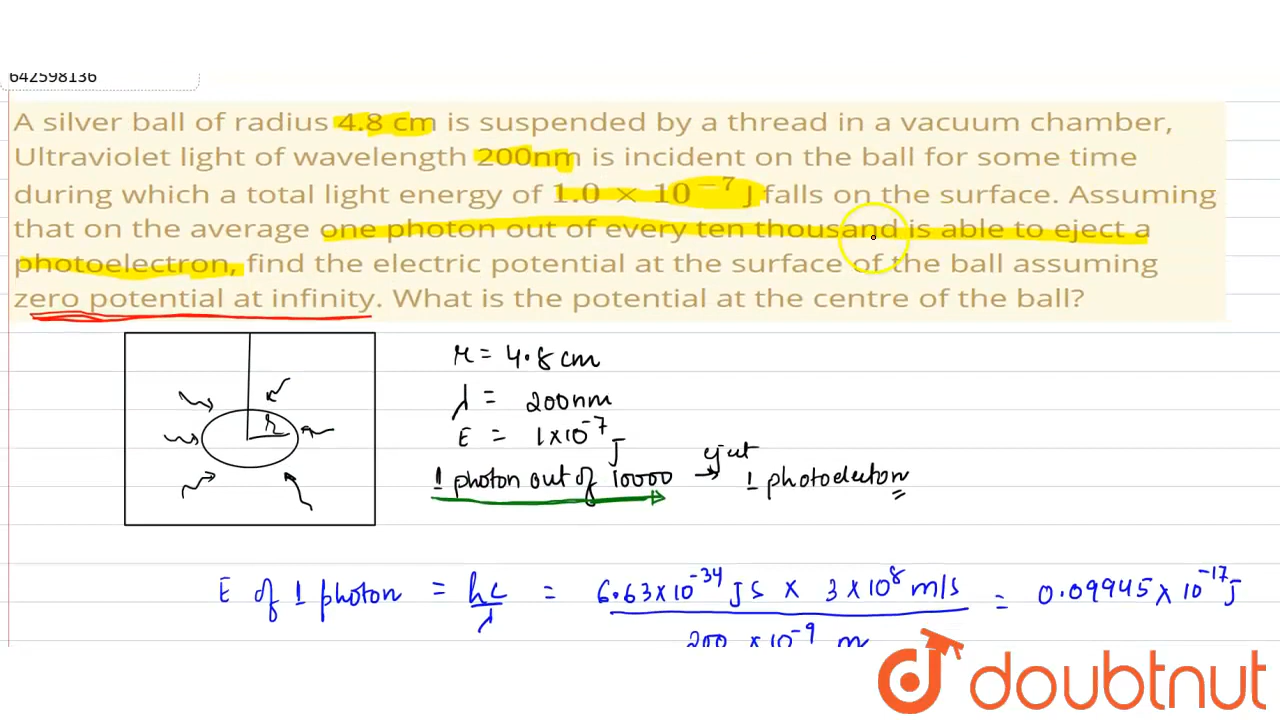 642598136
A silver ball of radius 4.8 cm is suspended by a thread in a vacuum chamber,
Ultraviolet light of wavelength 200nm is incident on the ball for some time
during which a total light energy of 1.0 × 10⁻⁷ J falls on the surface. Assuming
that on the average one photon out of every ten thousand is able to eject a
photoelectron, find the electric potential at the surface of the ball assuming
zero potential at infinity. What is the potential at the centre of the ball?
r
r = 4.8 cm
λ = 200nm
E = 1×10⁻⁷ J
1 photon out of 10000 → eject 1 photoelectron
E of 1 photon = hc/λ = 6.63×10⁻³⁴ Js × 3×10⁸ m/s / 200 ×10⁻⁹ m = 0.09945 × 10⁻¹⁷ J
doubtnut